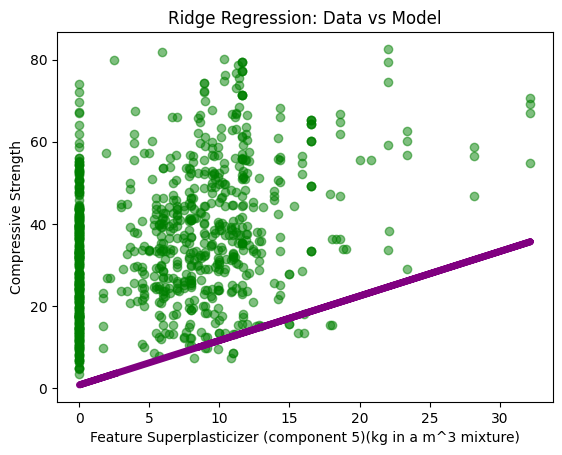 Ridge Regression: Data vs Model
Compressive Strength
80
60
40
20
0
0 5 10 15 20 25 30
Feature Superplasticizer (component 5)(kg in a m^3 mixture)